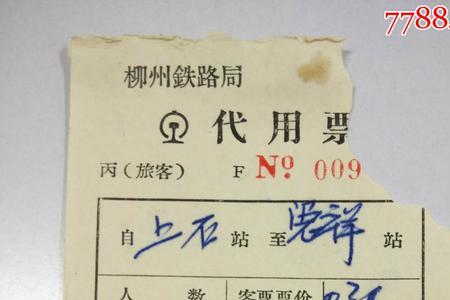 7788
柳州鉄路局
代用票
丙(旅客) F Nº 009
自 上石 站 至 凭祥 站
人 数 客票票价